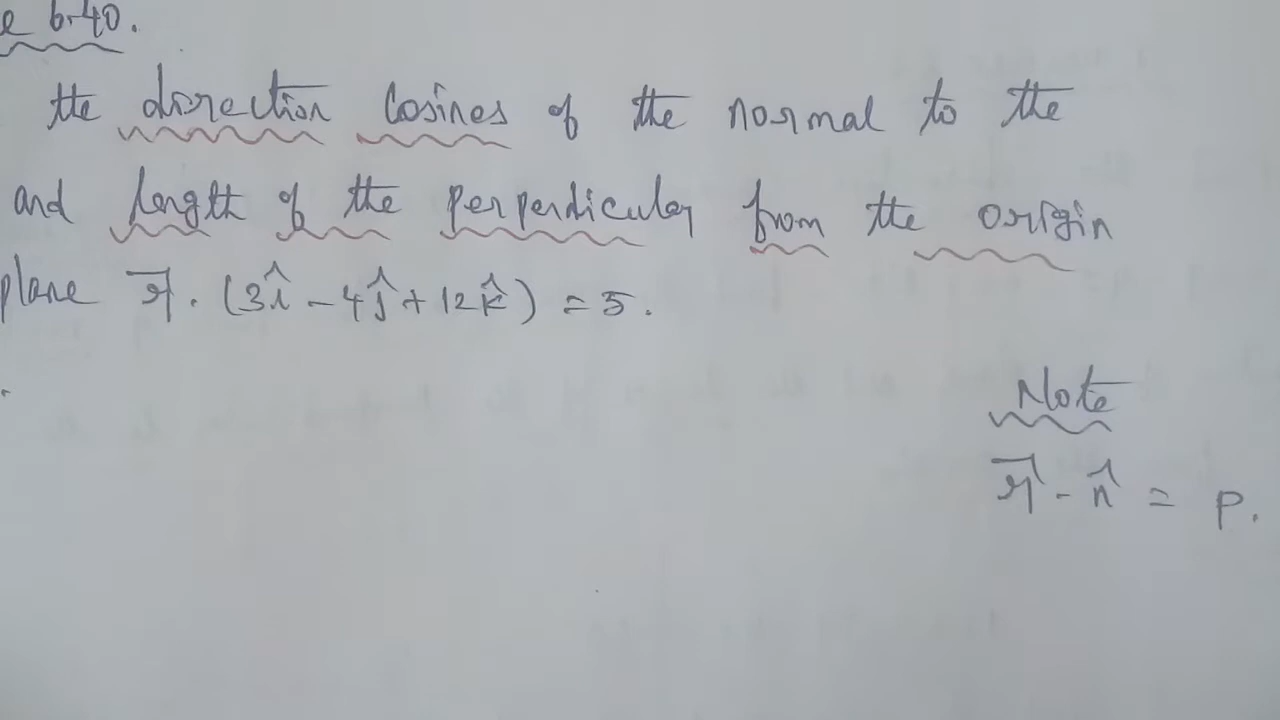 e 6.40.
the direction Cosines of the normal to the
and length of the perpendicular from the origin
plane r⃗. (3î - 4ĵ + 12k̂) = 5.
Note
r⃗ - n̂ = p.